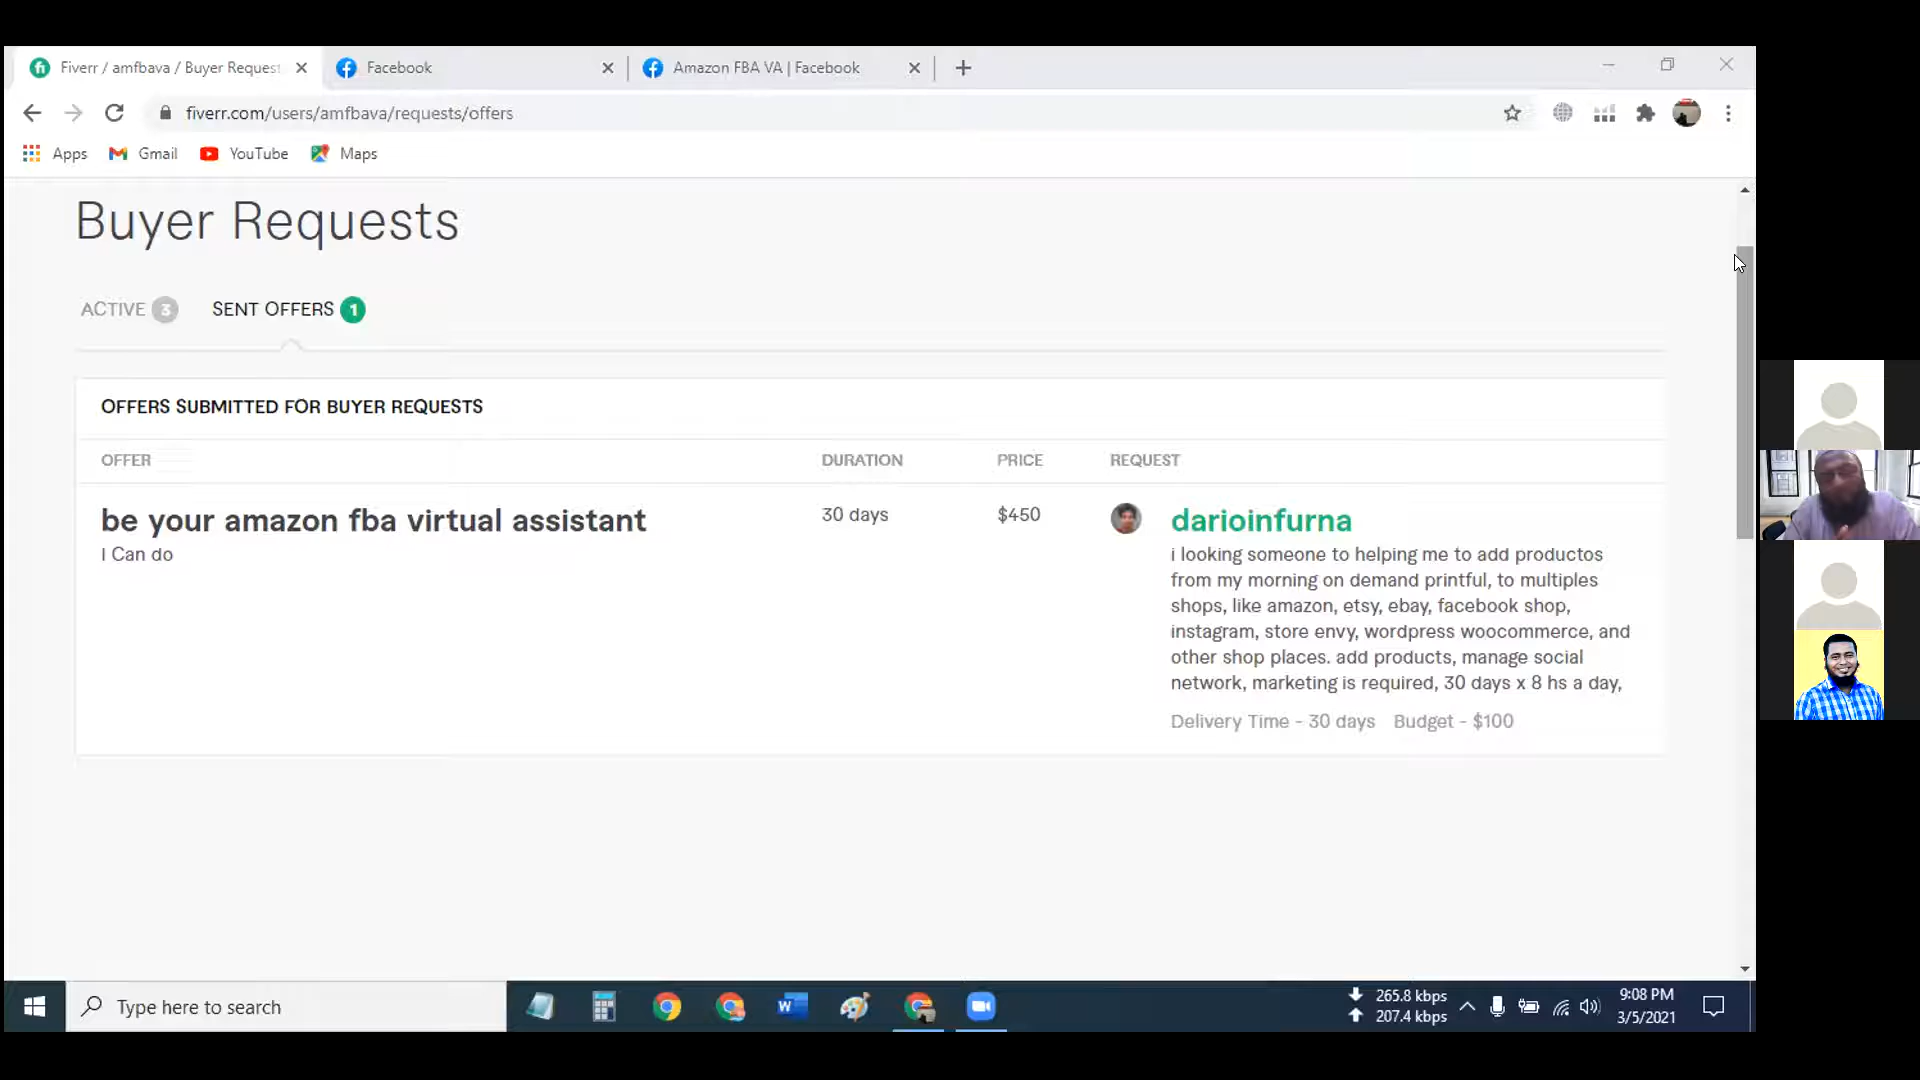 Fiverr / amfbava / Buyer Request
Facebook
Amazon FBA VA | Facebook
fiverr.com/users/amfbava/requests/offers
Apps
Gmail
YouTube
Maps
Buyer Requests
ACTIVE 3
SENT OFFERS 1
OFFERS SUBMITTED FOR BUYER REQUESTS
OFFER
DURATION
PRICE
REQUEST
be your amazon fba virtual assistant
I Can do
30 days
$450
darioinfurna
i looking someone to helping me to add productos
from my morning on demand printful, to multiples
shops, like amazon, etsy, ebay, facebook shop,
instagram, store envy, wordpress woocommerce, and
other shop places. add products, manage social
network, marketing is required, 30 days x 8 hs a day,
Delivery Time - 30 days Budget - $100
Type here to search
265.8 kbps
207.4 kbps
9:08 PM
3/5/2021